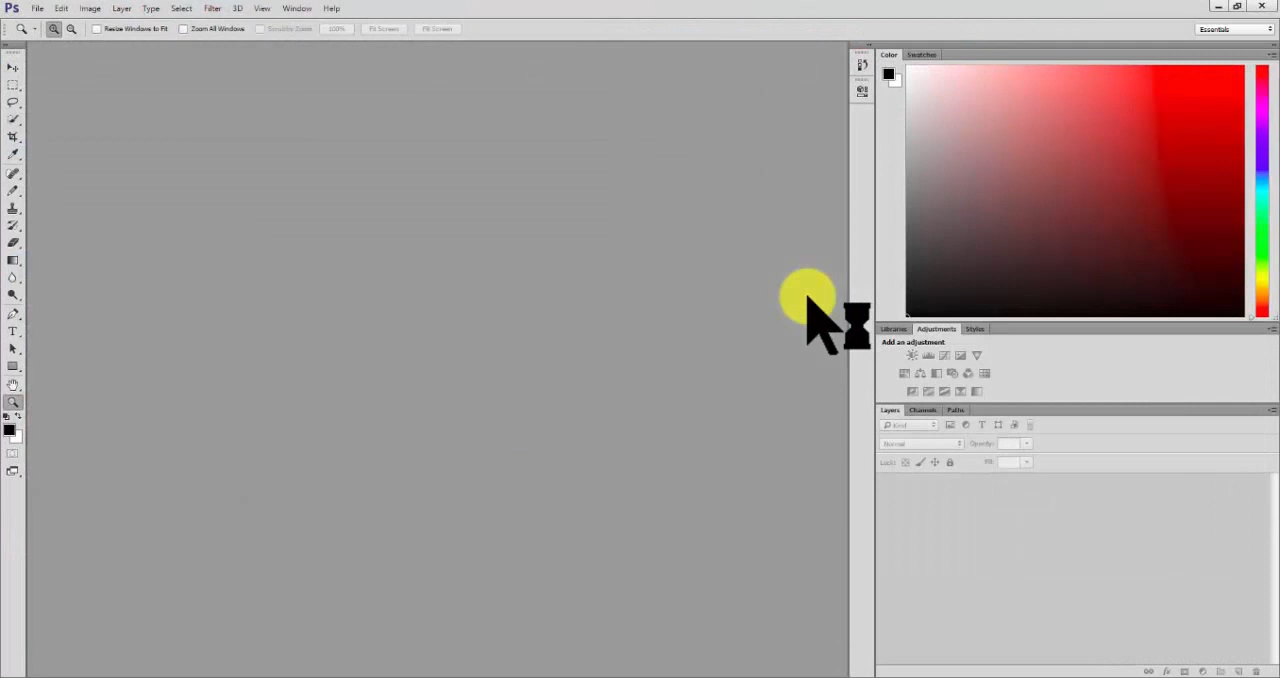 Ps File Edit Image Layer Type Select Filter 3D View Window Help
Resize Windows to Fit Zoom All Windows Scrubby Zoom 100% Fit Screen Fill Screen Essentials
Color Swatches
Libraries Adjustments Styles
Add an adjustment
Layers Channels Paths
Kind
Normal Opacity:
Lock: Fill: